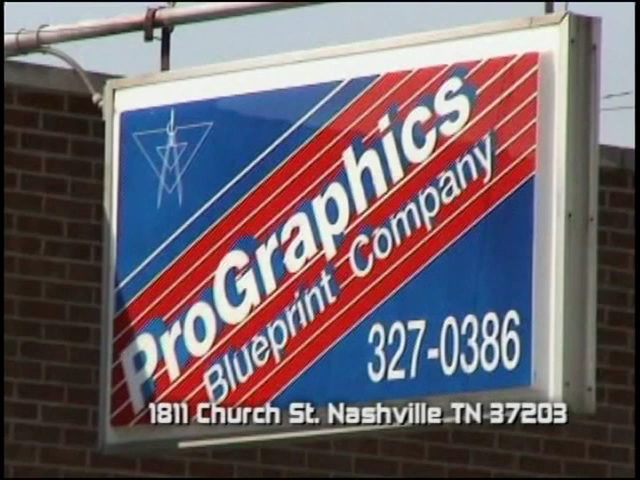 ProGraphics
Blueprint Company
327-0386
1811 Church St. Nashville TN 37203